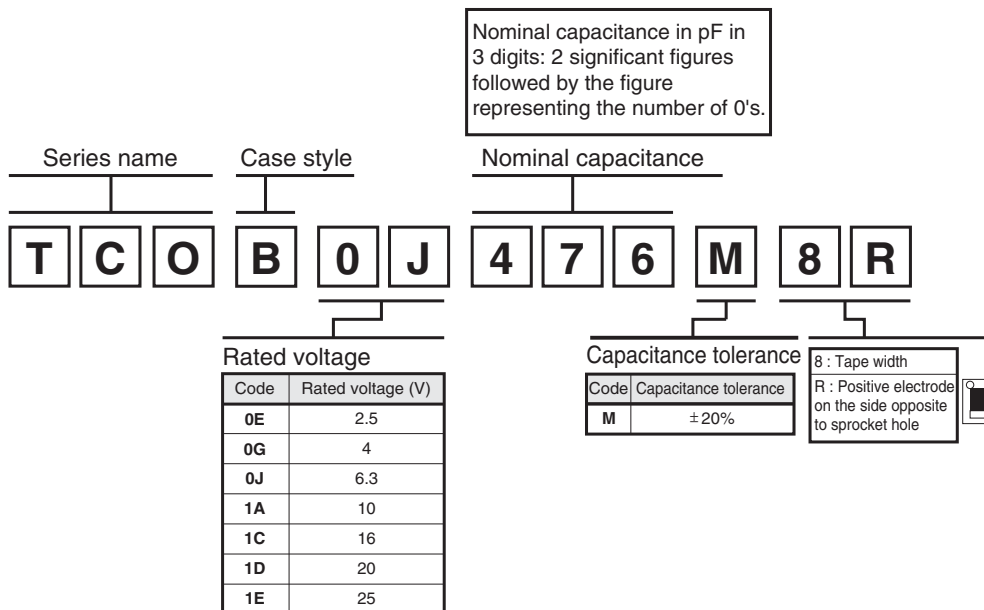 Nominal capacitance in pF in
3 digits: 2 significant figures
followed by the figure
representing the number of 0's.
Series name Case style Nominal capacitance
T C O B 0 J 4 7 6 M 8 R
Rated voltage
Code Rated voltage (V)
0E 2.5
0G 4
0J 6.3
1A 10
1C 16
1D 20
1E 25
Capacitance tolerance
Code Capacitance tolerance
M ±20%
8 : Tape width
R : Positive electrode
on the side opposite
to sprocket hole